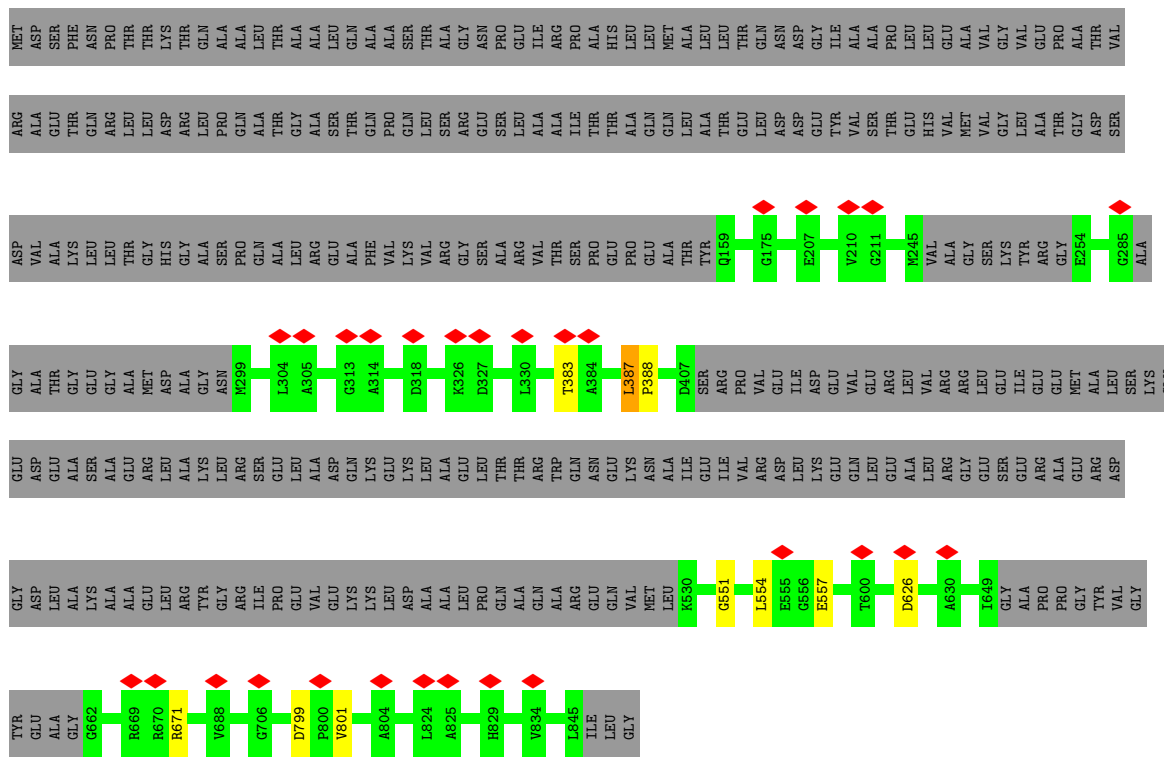 MET ASP SER PHE ASN PRO THR THR LYS THR GLN ALA ALA LEU THR ALA ALA LEU GLN ALA ALA SER THR ALA GLY ASN PRO GLU ILE ARG PRO ALA HIS LEU LEU MET ALA LEU LEU THR GLN ASN ASP GLY ILE ALA ALA PRO LEU LEU GLU ALA VAL GLY VAL GLU PRO ALA THR VAL
ARG ALA GLU THR GLN ARG LEU LEU ASP ARG LEU PRO GLN ALA THR GLY ALA SER THR GLN PRO GLN LEU SER ARG GLU SER LEU ALA ALA ILE THR THR ALA GLN GLN LEU ALA THR GLU LEU ASP ASP GLU TYR VAL SER THR GLU HIS VAL MET VAL GLY LEU ALA THR GLY ASP SER
ASP VAL ALA LYS LEU LEU THR GLY HIS GLY ALA SER PRO GLN ALA LEU ARG GLU ALA PHE VAL LYS VAL ARG GLY SER ALA ARG VAL THR SER PRO GLU PRO GLU ALA THR TYR Q159 G175 E207 V210 G211 M245 VAL ALA GLY SER LYS TYR ARG GLY E254 G285 ALA
GLY ALA THR GLY GLU GLY ALA MET ASP ALA GLY ASN M299 L304 A305 G313 A314 D318 K326 D327 L330 T383 A384 L387 P388 D407 SER ARG PRO VAL GLU ILE ASP GLU VAL GLU ARG LEU VAL ARG ARG LEU GLU ILE GLU GLU MET ALA LEU SER LYS
GLU ASP GLU ALA SER ALA GLU ARG LEU ALA LYS LEU ARG SER GLU LEU ALA ASP GLN LYS GLU LYS LEU ALA GLU LEU THR THR ARG TRP GLN ASN GLU LYS ASN ALA ILE GLU ILE VAL ARG ASP LEU LYS GLU GLN LEU GLU ALA LEU ARG GLY GLU SER GLU ARG ALA GLU ARG ASP
GLY ASP LEU ALA LYS ALA ALA GLU LEU ARG TYR GLY ARG ILE PRO GLU VAL GLU LYS LYS LEU ASP ALA ALA LEU PRO GLN ALA GLN ALA ARG GLU GLN VAL MET LEU K530 G551 L554 E555 G556 E557 T600 D626 A630 I649 GLY ALA PRO PRO GLY TYR VAL GLY
TYR GLU ALA GLY G662 R669 R670 R671 V688 G706 D799 P800 V801 A804 L824 A825 H829 V834 L845 ILE LEU GLY